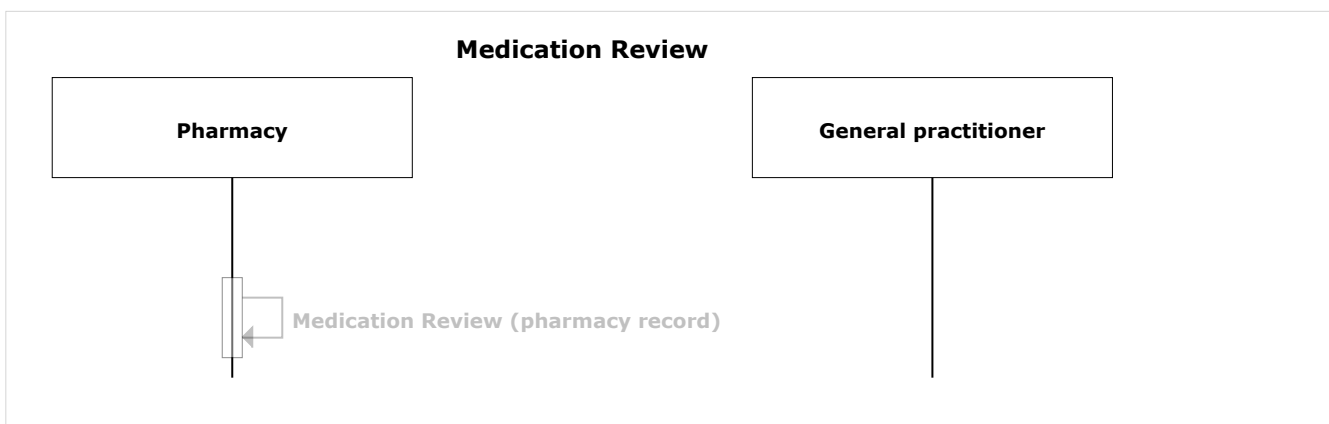 Medication Review
Pharmacy
General practitioner
Medication Review (pharmacy record)